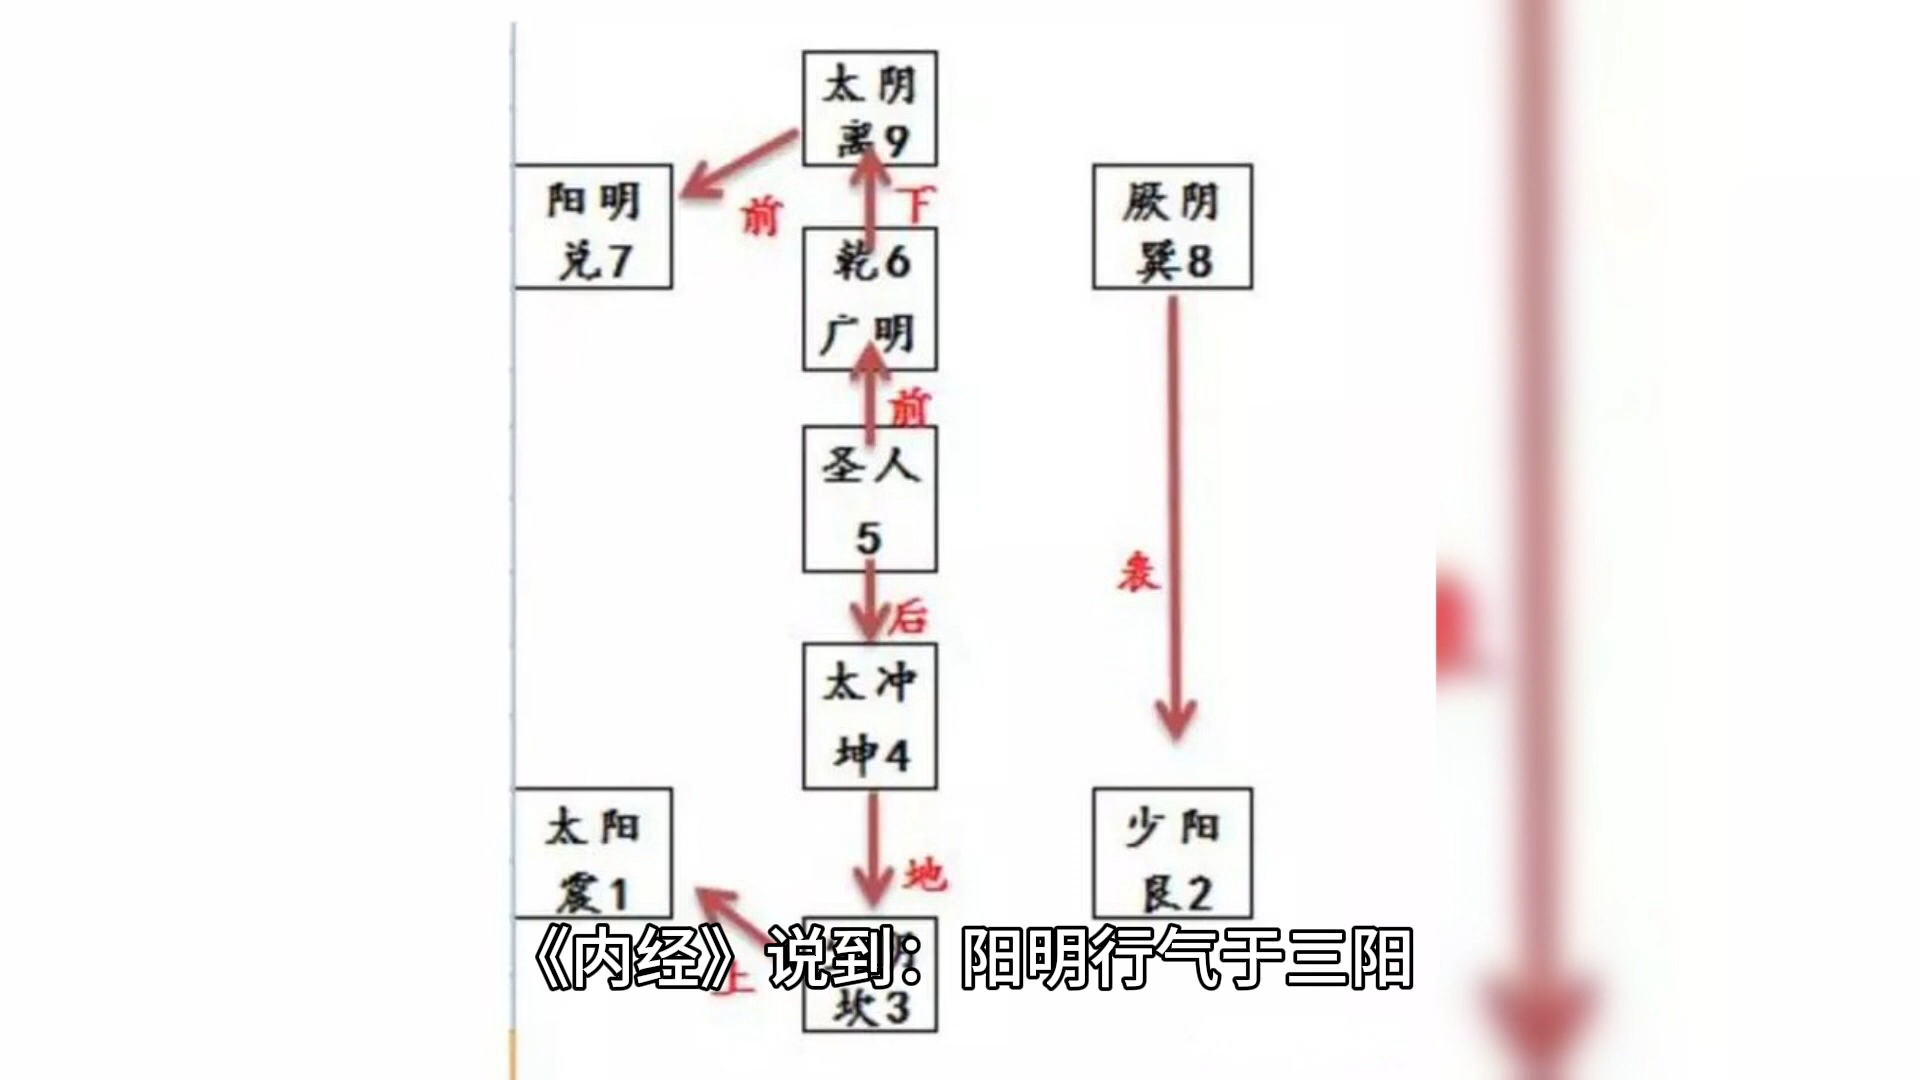 太阴
离9
前
下
阳明
兑7
乾6
广明
厥阴
巽8
前
圣人
5
表
后
太冲
坤4
地
太阳
震1
少阳
艮2
上
坎3
《内经》说到：阳明行气于三阳